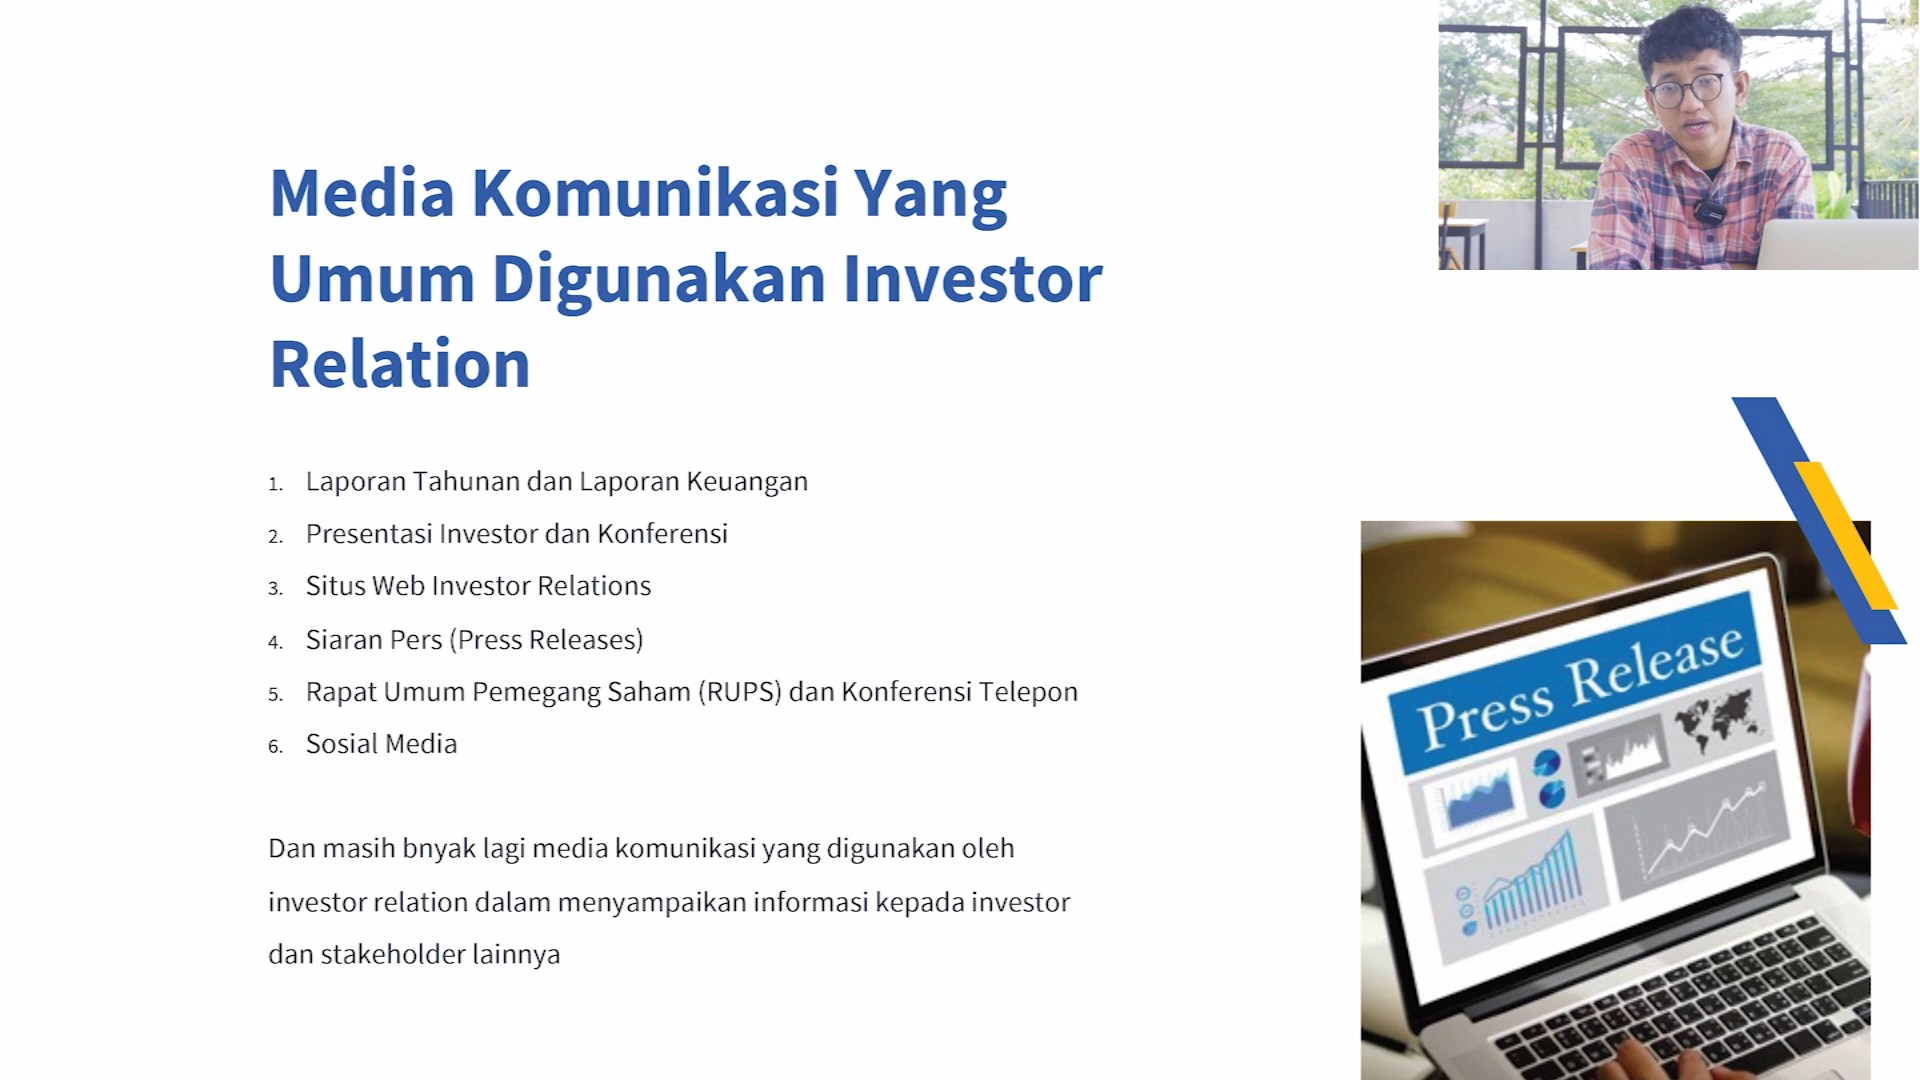 Media Komunikasi Yang
Umum Digunakan Investor
Relation
1. Laporan Tahunan dan Laporan Keuangan
2. Presentasi Investor dan Konferensi
3. Situs Web Investor Relations
4. Siaran Pers (Press Releases)
5. Rapat Umum Pemegang Saham (RUPS) dan Konferensi Telepon
6. Sosial Media
Dan masih bnyak lagi media komunikasi yang digunakan oleh
investor relation dalam menyampaikan informasi kepada investor
dan stakeholder lainnya
Press Release